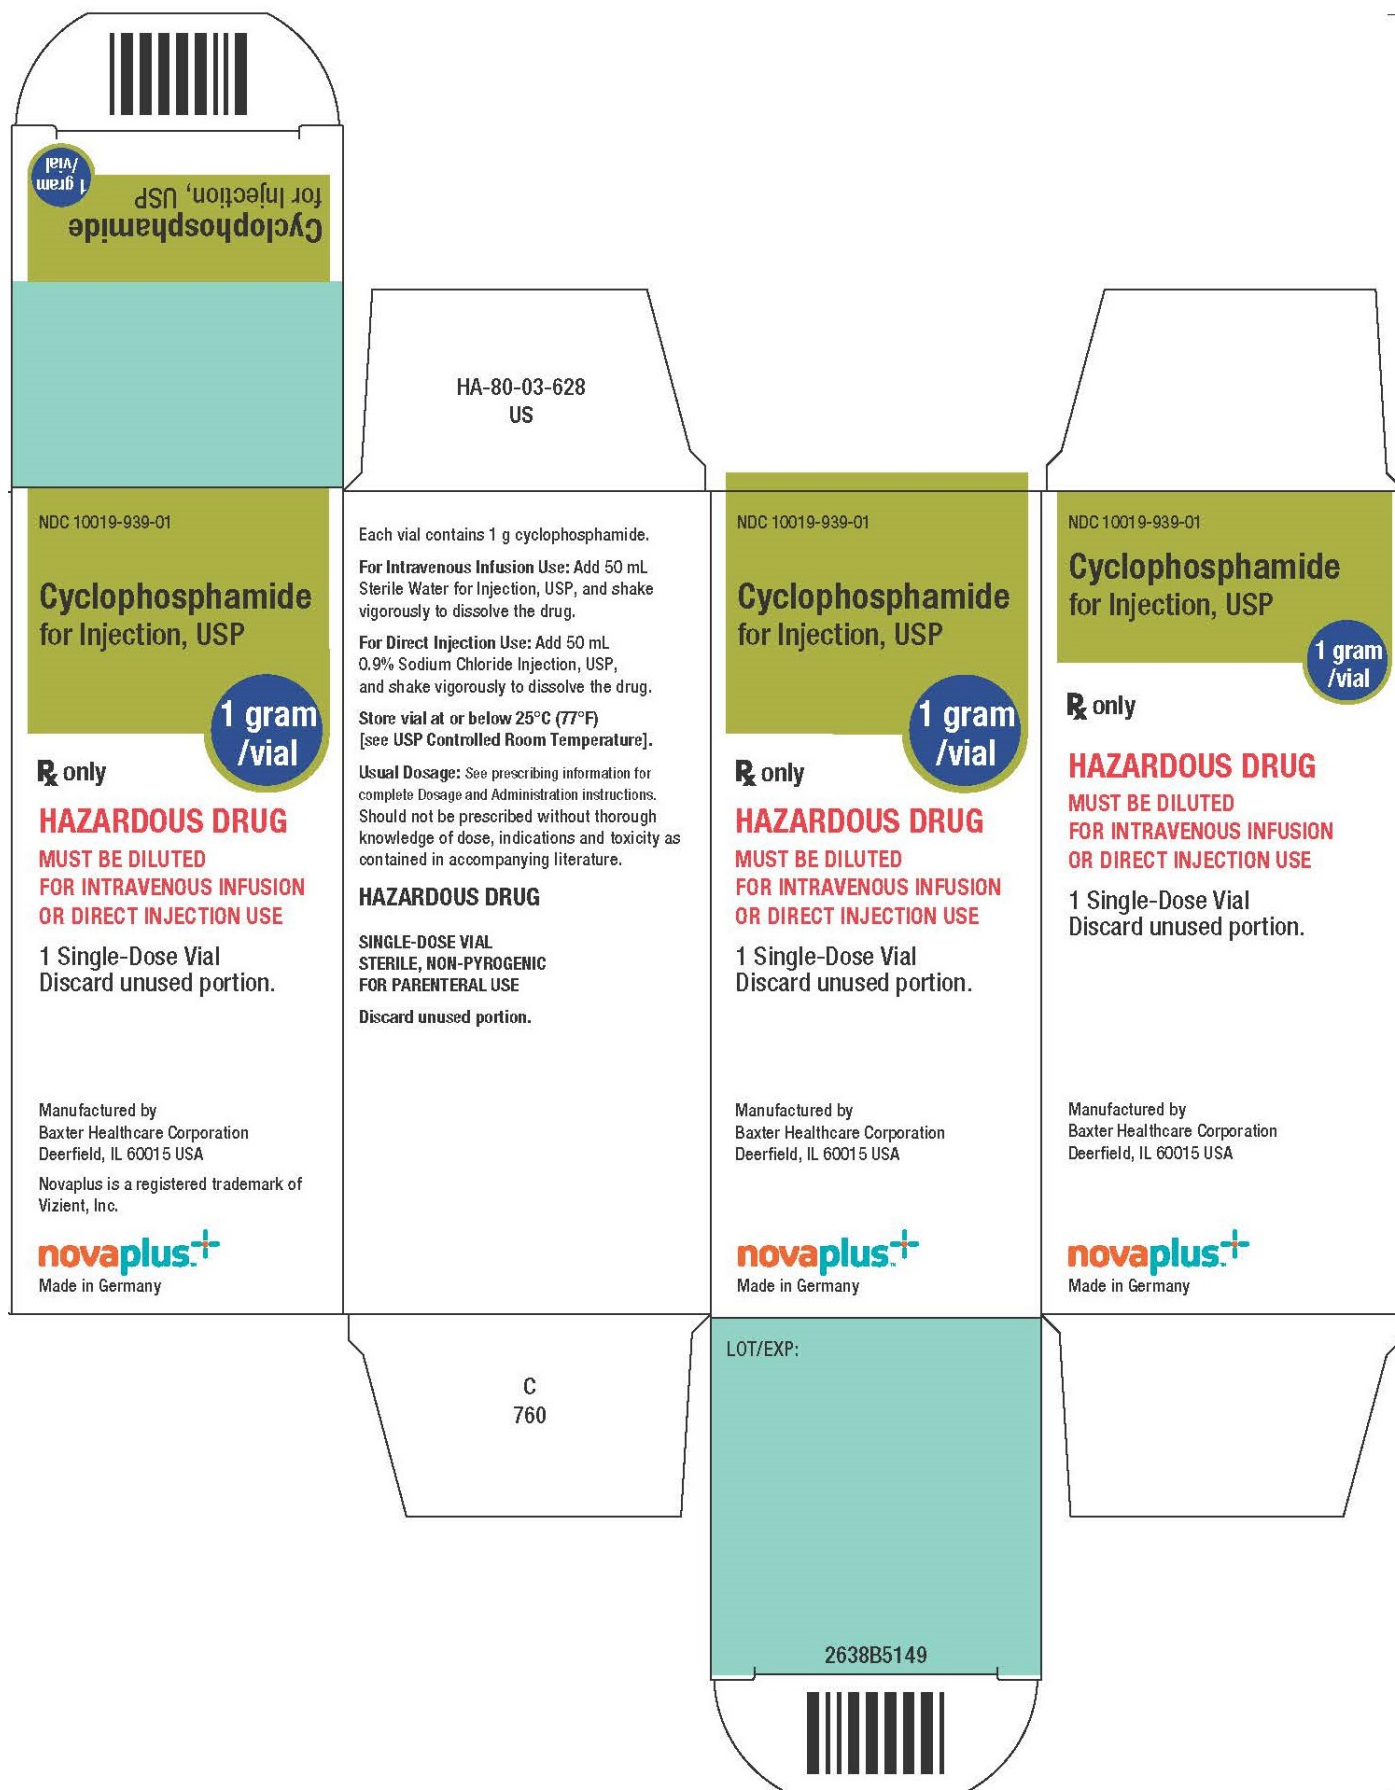 Cyclophosphamide
for Injection, USP
1 gram
/vial
HA-80-03-628
US
NDC 10019-939-01
Cyclophosphamide
for Injection, USP
1 gram
/vial
Rx only
HAZARDOUS DRUG
MUST BE DILUTED
FOR INTRAVENOUS INFUSION
OR DIRECT INJECTION USE
1 Single-Dose Vial
Discard unused portion.
Manufactured by
Baxter Healthcare Corporation
Deerfield, IL 60015 USA
Novaplus is a registered trademark of
Vizient, Inc.
novaplus™
Made in Germany
Each vial contains 1 g cyclophosphamide.
For Intravenous Infusion Use: Add 50 mL
Sterile Water for Injection, USP, and shake
vigorously to dissolve the drug.
For Direct Injection Use: Add 50 mL
0.9% Sodium Chloride Injection, USP,
and shake vigorously to dissolve the drug.
Store vial at or below 25°C (77°F)
[see USP Controlled Room Temperature].
Usual Dosage: See prescribing information for
complete Dosage and Administration instructions.
Should not be prescribed without thorough
knowledge of dose, indications and toxicity as
contained in accompanying literature.
HAZARDOUS DRUG
SINGLE-DOSE VIAL
STERILE, NON-PYROGENIC
FOR PARENTERAL USE
Discard unused portion.
C
760
NDC 10019-939-01
Cyclophosphamide
for Injection, USP
1 gram
/vial
Rx only
HAZARDOUS DRUG
MUST BE DILUTED
FOR INTRAVENOUS INFUSION
OR DIRECT INJECTION USE
1 Single-Dose Vial
Discard unused portion.
Manufactured by
Baxter Healthcare Corporation
Deerfield, IL 60015 USA
novaplus™
Made in Germany
LOT/EXP:
2638B5149
NDC 10019-939-01
Cyclophosphamide
for Injection, USP
1 gram
/vial
Rx only
HAZARDOUS DRUG
MUST BE DILUTED
FOR INTRAVENOUS INFUSION
OR DIRECT INJECTION USE
1 Single-Dose Vial
Discard unused portion.
Manufactured by
Baxter Healthcare Corporation
Deerfield, IL 60015 USA
novaplus™
Made in Germany